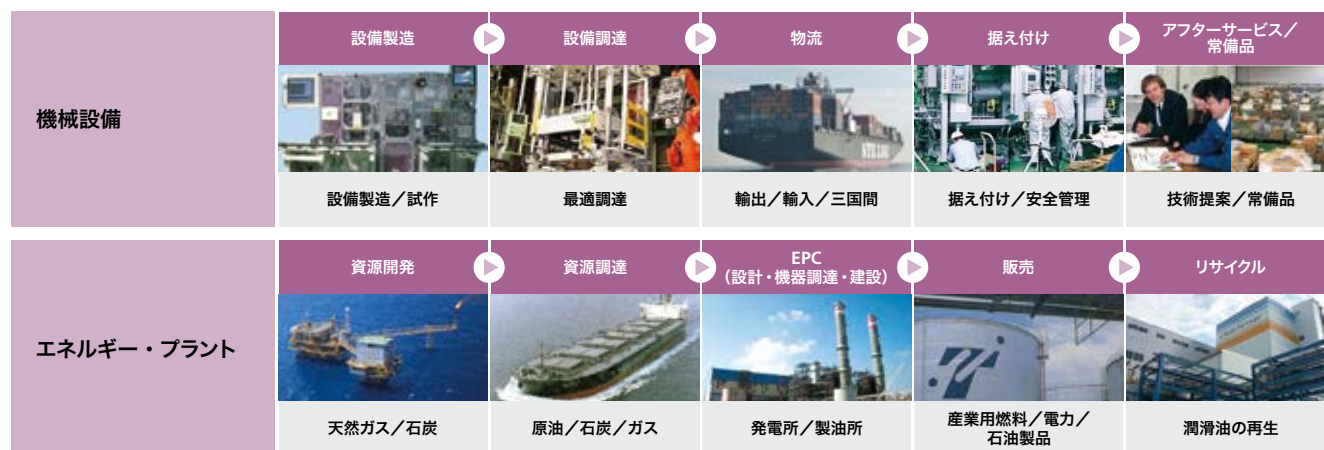 機械設備
設備製造
設備調達
物流
据え付け
アフターサービス／
常備品
設備製造／試作
最適調達
輸出／輸入／三国間
据え付け／安全管理
技術提案／常備品
エネルギー・プラント
資源開発
資源調達
EPC
（設計・機器調達・建設）
販売
リサイクル
天然ガス／石炭
原油／石炭／ガス
発電所／製油所
産業用燃料／電力／
石油製品
潤滑油の再生